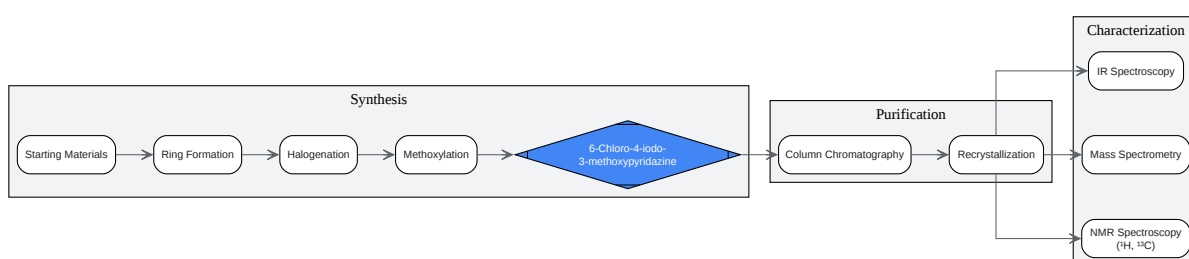 Characterization
IR Spectroscopy
Synthesis
Purification
Starting Materials
Ring Formation
Halogenation
Methoxylation
6-Chloro-4-iodo-
3-methoxypyridazine
Column Chromatography
Recrystallization
Mass Spectrometry
NMR Spectroscopy
(¹H, ¹³C)